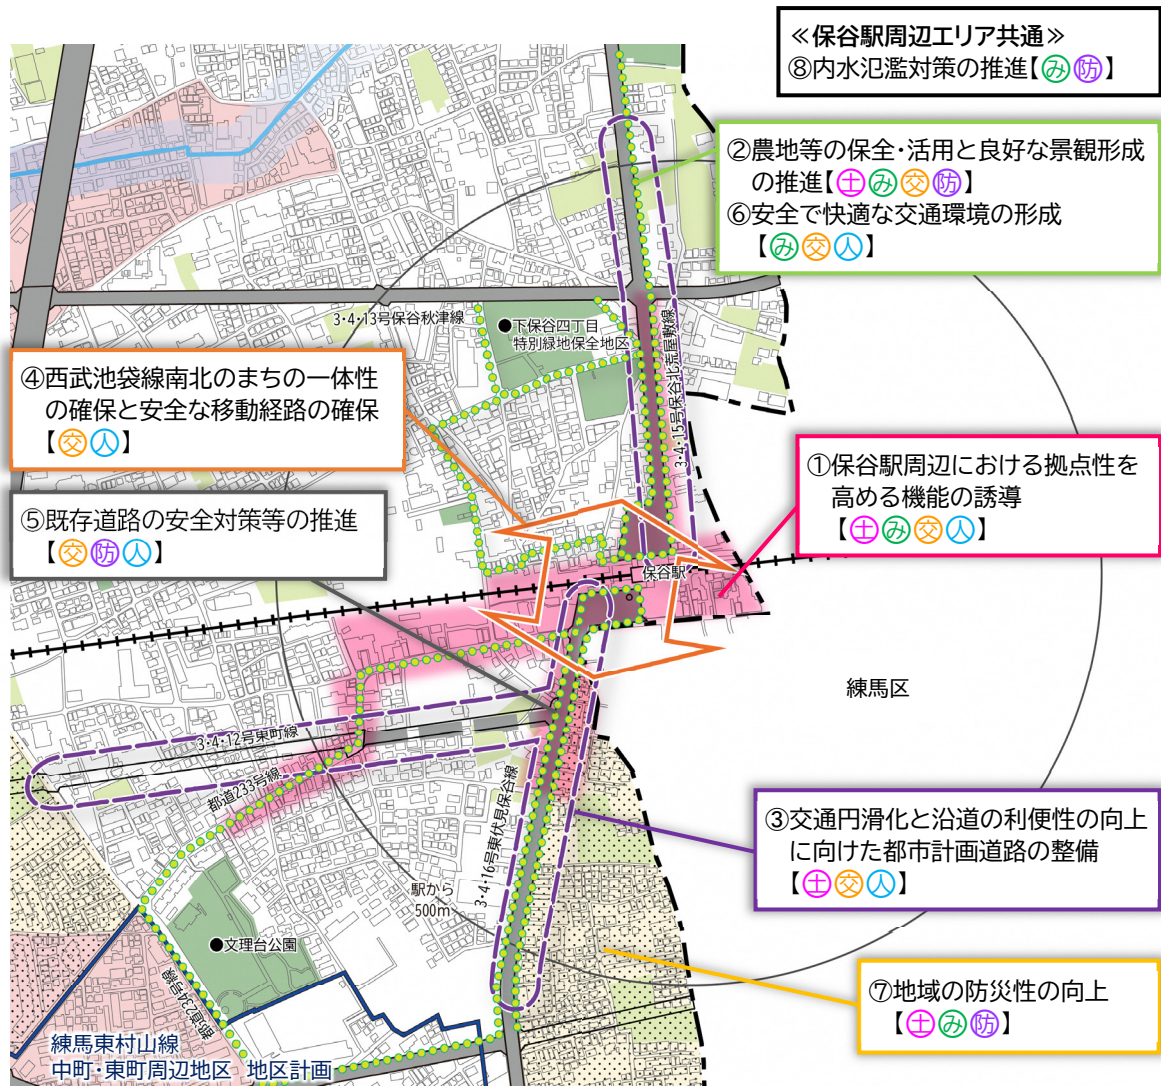 ≪保谷駅周辺エリア共通≫
⑧内水氾濫対策の推進【み防】
②農地等の保全・活用と良好な景観形成
の推進【土み交防】
⑥安全で快適な交通環境の形成
【み交人】
3・4・13号保谷秋津線
●下保谷四丁目
特別緑地保全地区
3・4・15号保谷北荒屋敷線
④西武池袋線南北のまちの一体性
の確保と安全な移動経路の確保
【交人】
①保谷駅周辺における拠点性を
高める機能の誘導
【土み交人】
⑤既存道路の安全対策等の推進
【交防人】
保谷駅
練馬区
3・4・12号東町線
都道233号線
3・4・16号東伏見保谷線
③交通円滑化と沿道の利便性の向上
に向けた都市計画道路の整備
【土交人】
駅から
500m
●文理台公園
都道234号線
⑦地域の防災性の向上
【土み防】
練馬東村山線
中町・東町周辺地区 地区計画